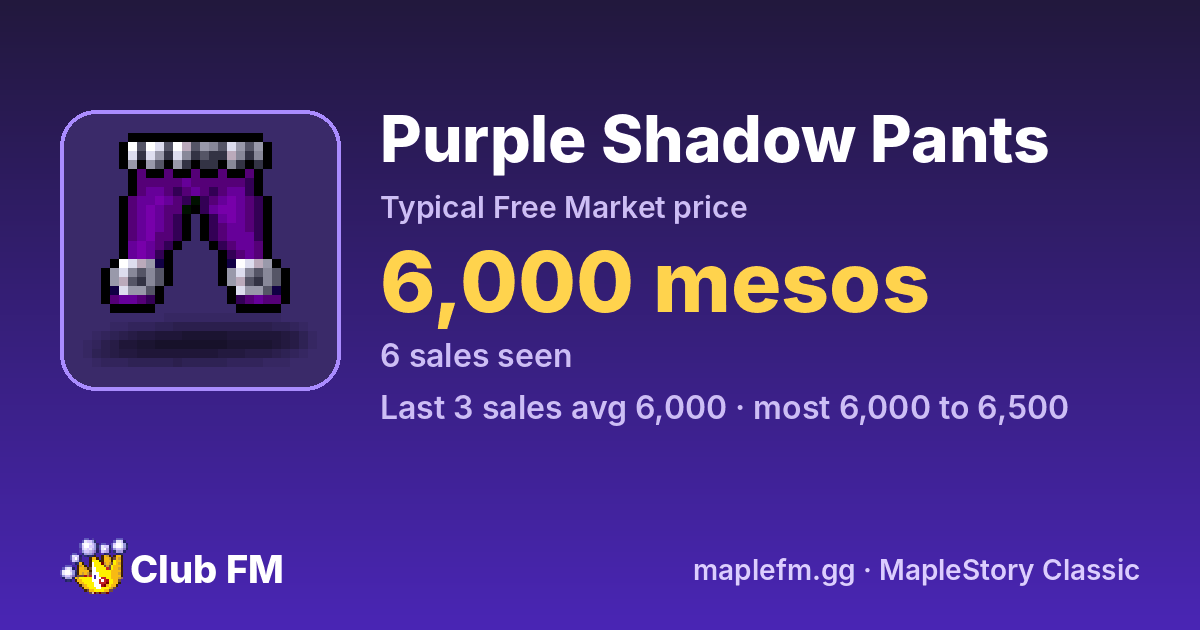 Purple Shadow Pants
Typical Free Market price
6,000 mesos
6 sales seen
Last 3 sales avg 6,000 · most 6,000 to 6,500
Club FM
maplefm.gg · MapleStory Classic